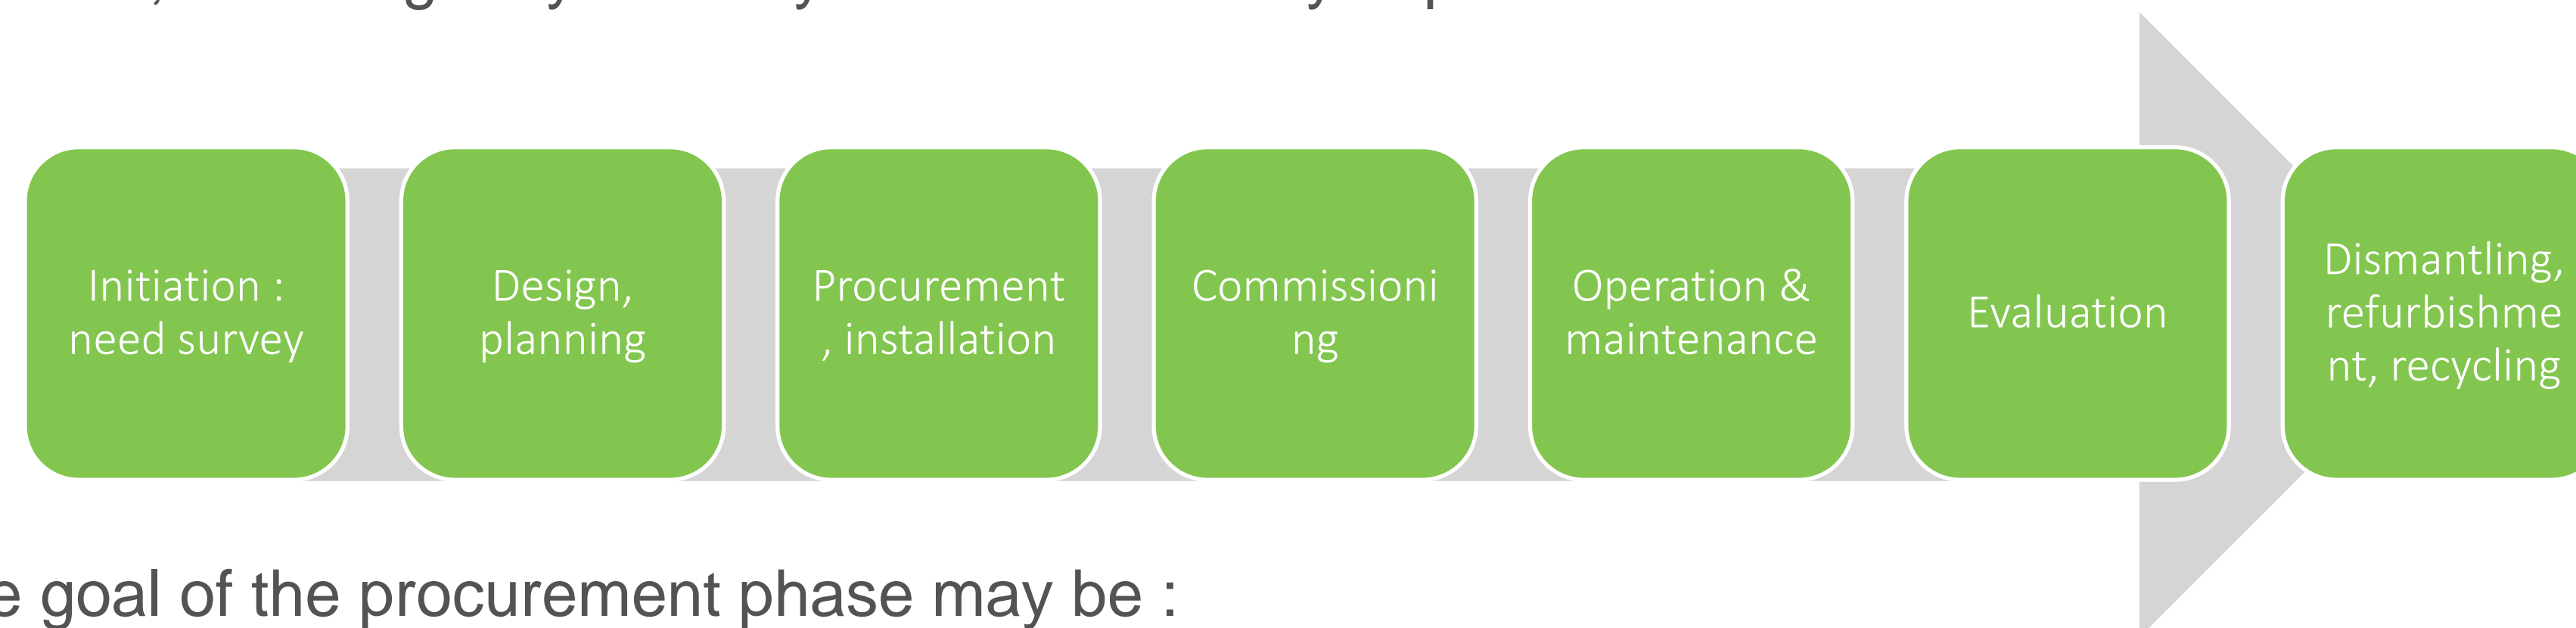 Initiation :
need survey
Design,
planning
Procurement
, installation
Commissioni
ng
Operation &
maintenance
Evaluation
Dismantling,
refurbishme
nt, recycling
e goal of the procurement phase may be :